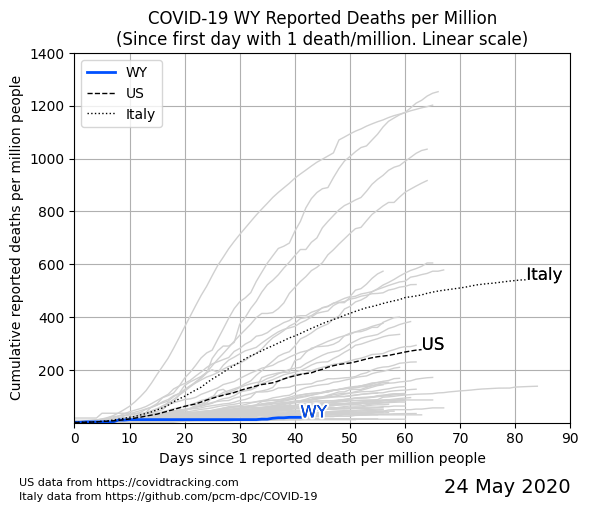 COVID-19 WY Reported Deaths per Million
(Since first day with 1 death/million. Linear scale)
Cumulative reported deaths per million people
1400
1200
1000
800
600
400
200
WY
US
Italy
Italy
US
WY
0 10 20 30 40 50 60 70 80 90
Days since 1 reported death per million people
US data from https://covidtracking.com
Italy data from https://github.com/pcm-dpc/COVID-19
24 May 2020